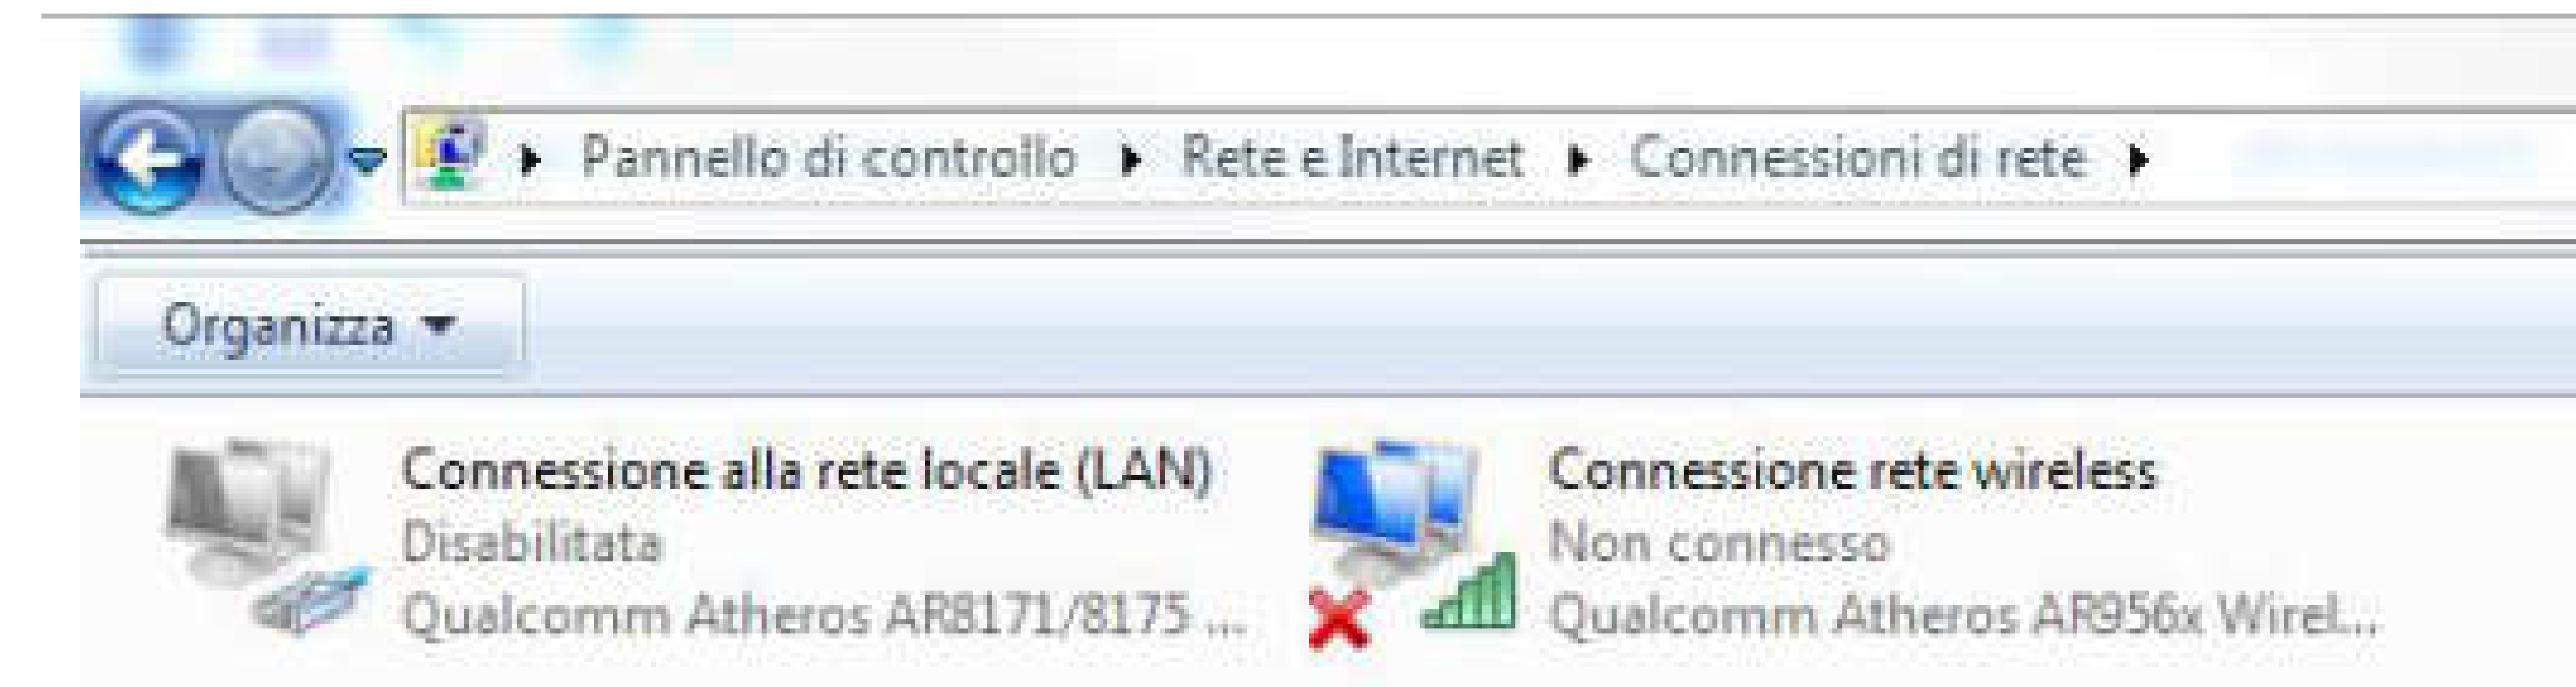 Pannello di controllo Rete e Internet Connessioni di rete
Organizza
Connessione alla rete locale (LAN)
Disabilitata
Qualcomm Atheros AR8171/8175 ...
Connessione rete wireless
Non connesso
Qualcomm Atheros AR956x Wirel...